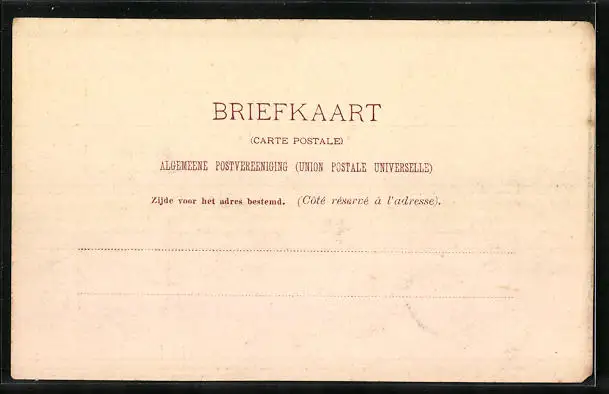 BRIEFKAART
(CARTE POSTALE)
ALGEMEENE POSTVEREENIGING (UNION POSTALE UNIVERSELLE)
Zijde voor het adres bestemd. (Côté réservé à l'adresse).